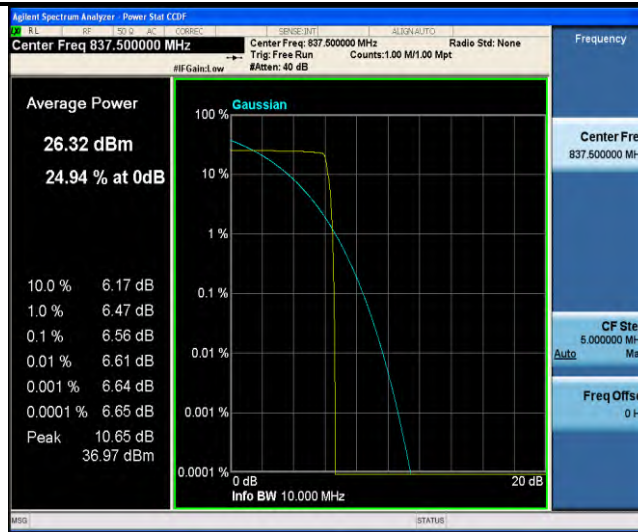 Agilent Spectrum Analyzer - Power Stat CCDF
RL RF 50 Ω AC CORREC SENSE:INT ALIGN AUTO
Center Freq 837.500000 MHz
Center Freq: 837.500000 MHz Radio Std: None
Trig: Free Run Counts:1.00 M/1.00 Mpt
#IFGain:Low #Atten: 40 dB
Frequency
Average Power
26.32 dBm
24.94 % at 0dB
10.0 % 6.17 dB
1.0 % 6.47 dB
0.1 % 6.56 dB
0.01 % 6.61 dB
0.001 % 6.64 dB
0.0001 % 6.65 dB
Peak 10.65 dB
36.97 dBm
Gaussian
100 %
10 %
1 %
0.1 %
0.01 %
0.001 %
0.0001 %
0 dB 20 dB
Info BW 10.000 MHz
Center Fre
837.500000 MH
CF Ste
5.000000 MH
Auto Ma
Freq Offse
0 H
MSG STATUS